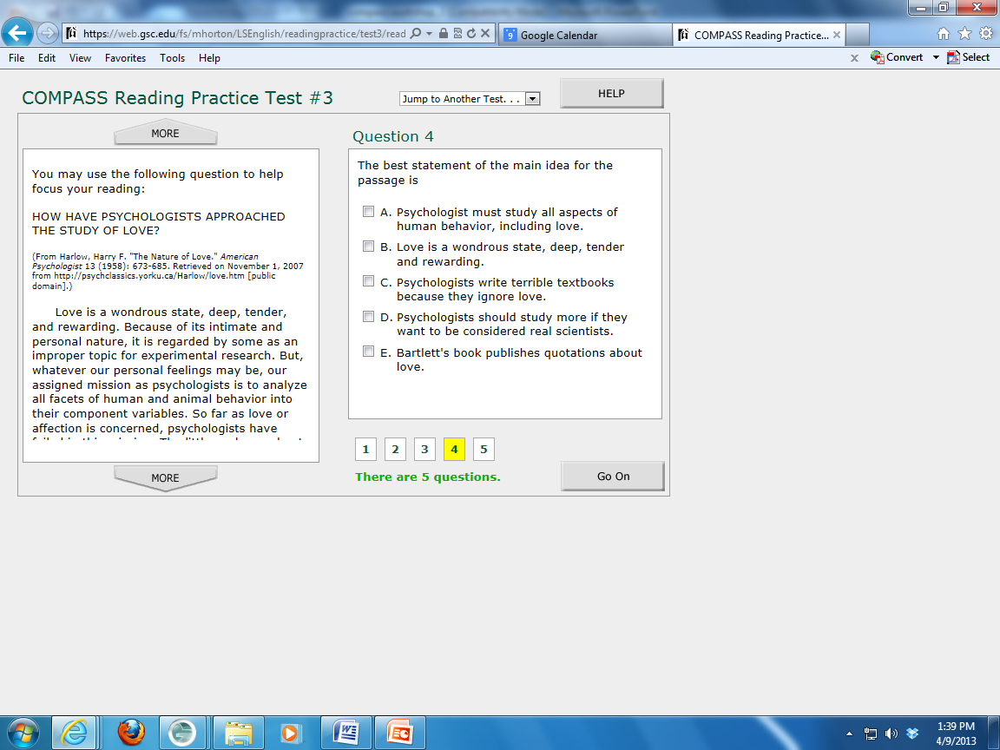 https://web.gsc.edu/fs/mhorton/LSEnglish/readingpractice/test3/read
9 Google Calendar
COMPASS Reading Practice...
File Edit View Favorites Tools Help
x Convert Select
COMPASS Reading Practice Test #3
Jump to Another Test. . .
HELP
MORE
You may use the following question to help
focus your reading:
HOW HAVE PSYCHOLOGISTS APPROACHED
THE STUDY OF LOVE?
(From Harlow, Harry F. "The Nature of Love." American
Psychologist 13 (1958): 673-685. Retrieved on November 1, 2007
from http://psychclassics.yorku.ca/Harlow/love.htm [public
domain].)
Love is a wondrous state, deep, tender,
and rewarding. Because of its intimate and
personal nature, it is regarded by some as an
improper topic for experimental research. But,
whatever our personal feelings may be, our
assigned mission as psychologists is to analyze
all facets of human and animal behavior into
their component variables. So far as love or
affection is concerned, psychologists have
MORE
Question 4
The best statement of the main idea for the
passage is
A. Psychologist must study all aspects of
human behavior, including love.
B. Love is a wondrous state, deep, tender
and rewarding.
C. Psychologists write terrible textbooks
because they ignore love.
D. Psychologists should study more if they
want to be considered real scientists.
E. Bartlett's book publishes quotations about
love.
1 2 3 4 5
There are 5 questions.
Go On
1:39 PM
4/9/2013